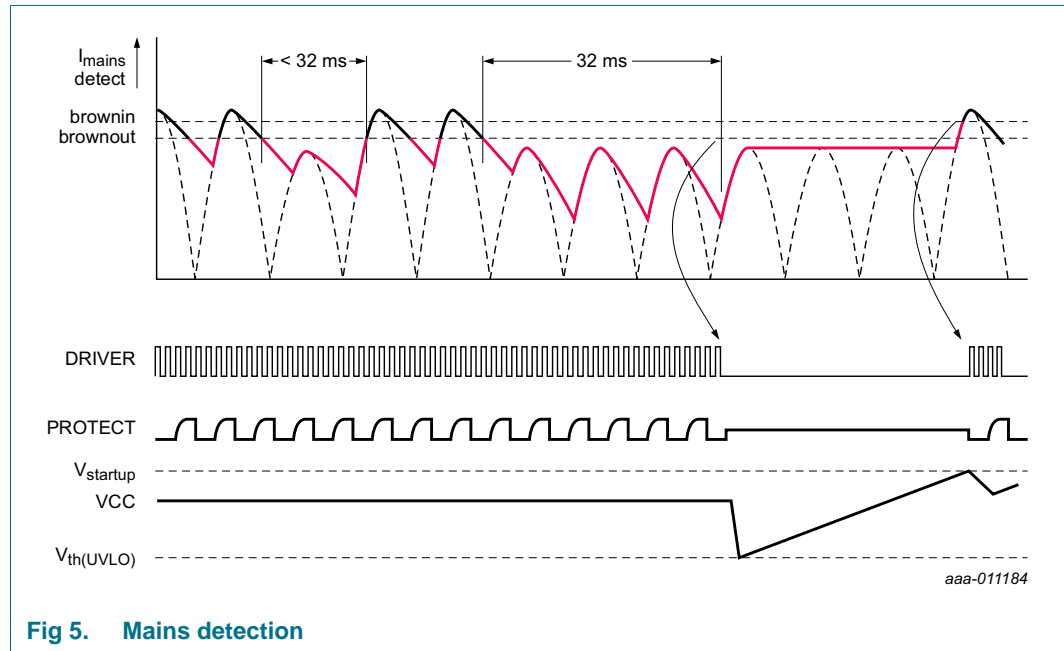 I mains
detect
< 32 ms
32 ms
brownin
brownout
DRIVER
PROTECT
Vstartup
VCC
Vth(UVLO)
aaa-011184
Fig 5. Mains detection